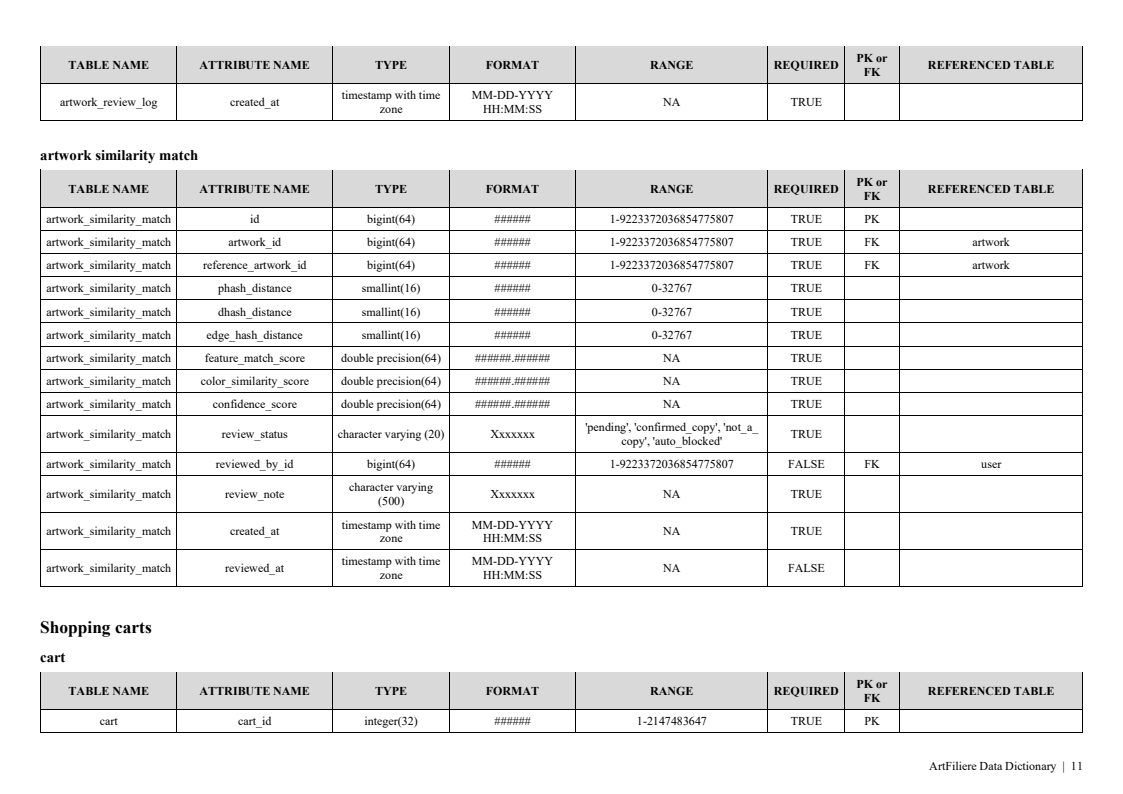 TABLE NAME ATTRIBUTE NAME TYPE FORMAT RANGE REQUIRED PK or FK REFERENCED TABLE
artwork_review_log created_at timestamp with time zone MM-DD-YYYY HH:MM:SS NA TRUE
artwork similarity match
TABLE NAME ATTRIBUTE NAME TYPE FORMAT RANGE REQUIRED PK or FK REFERENCED TABLE
artwork_similarity_match id bigint(64) ###### 1-9223372036854775807 TRUE PK
artwork_similarity_match artwork_id bigint(64) ###### 1-9223372036854775807 TRUE FK artwork
artwork_similarity_match reference_artwork_id bigint(64) ###### 1-9223372036854775807 TRUE FK artwork
artwork_similarity_match phash_distance smallint(16) ###### 0-32767 TRUE
artwork_similarity_match dhash_distance smallint(16) ###### 0-32767 TRUE
artwork_similarity_match edge_hash_distance smallint(16) ###### 0-32767 TRUE
artwork_similarity_match feature_match_score double precision(64) ######.###### NA TRUE
artwork_similarity_match color_similarity_score double precision(64) ######.###### NA TRUE
artwork_similarity_match confidence_score double precision(64) ######.###### NA TRUE
artwork_similarity_match review_status character varying (20) Xxxxxxx 'pending', 'confirmed_copy', 'not_a_copy', 'auto_blocked' TRUE
artwork_similarity_match reviewed_by_id bigint(64) ###### 1-9223372036854775807 FALSE FK user
artwork_similarity_match review_note character varying (500) Xxxxxxx NA TRUE
artwork_similarity_match created_at timestamp with time zone MM-DD-YYYY HH:MM:SS NA TRUE
artwork_similarity_match reviewed_at timestamp with time zone MM-DD-YYYY HH:MM:SS NA FALSE
Shopping carts
cart
TABLE NAME ATTRIBUTE NAME TYPE FORMAT RANGE REQUIRED PK or FK REFERENCED TABLE
cart cart_id integer(32) ###### 1-2147483647 TRUE PK
ArtFiliere Data Dictionary | 11